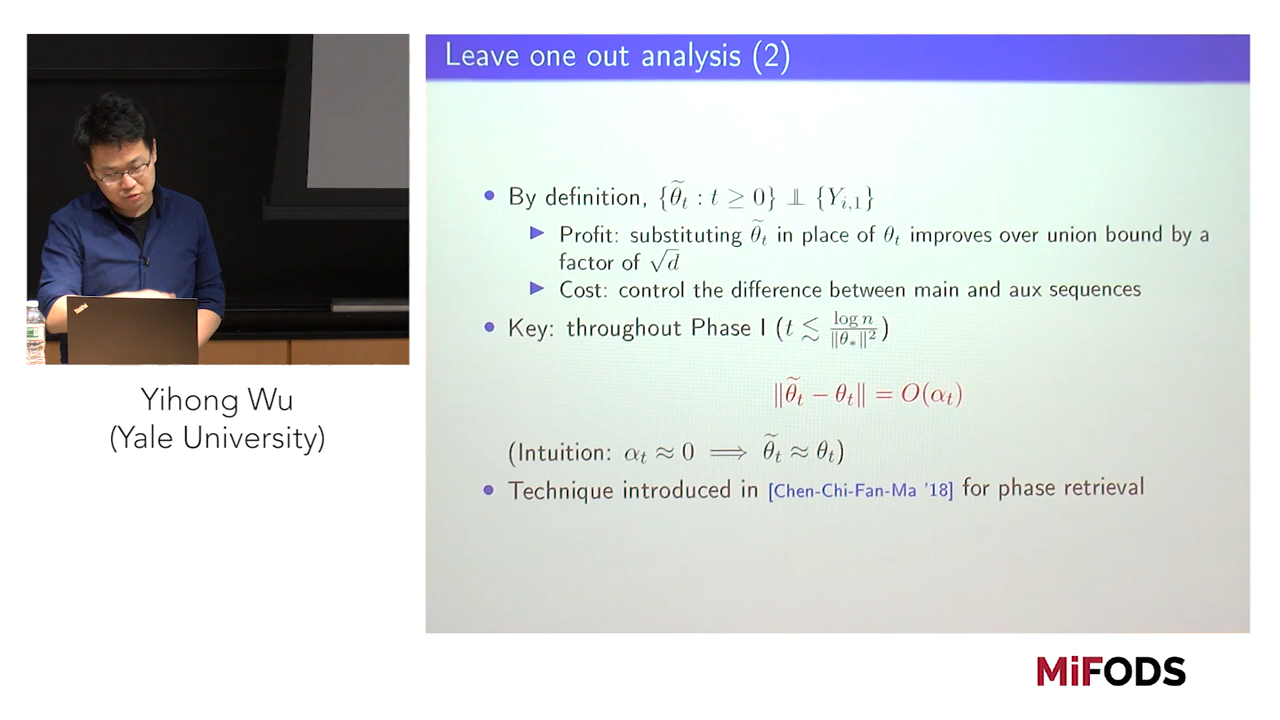 Leave one out analysis (2)
• By definition, {θ̃_t : t ≥ 0} ⫫ {Y_{i,1}}
▶ Profit: substituting θ̃_t in place of θ_t improves over union bound by a
factor of √d
▶ Cost: control the difference between main and aux sequences
• Key: throughout Phase I (t ≲ log n / ‖θ_*‖²)
‖θ̃_t − θ_t‖ = O(α_t)
(Intuition: α_t ≈ 0 ⟹ θ̃_t ≈ θ_t)
• Technique introduced in [Chen-Chi-Fan-Ma '18] for phase retrieval
Yihong Wu
(Yale University)
MiFODS